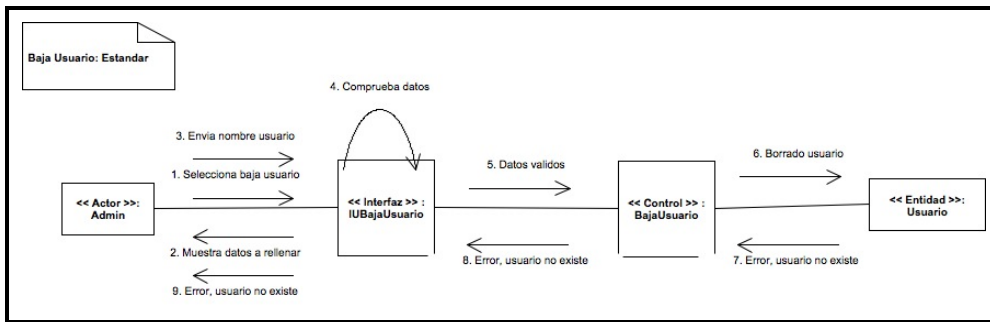 Baja Usuario: Estandar
4. Comprueba datos
3. Envia nombre usuario
1. Selecciona baja usuario
5. Datos validos
6. Borrado usuario
<< Actor >>:
Admin
<< Interfaz >> :
IUBajaUsuario
<< Control >> :
BajaUsuario
<< Entidad >>:
Usuario
2. Muestra datos a rellenar
8. Error, usuario no existe
7. Error, usuario no existe
9. Error, usuario no existe